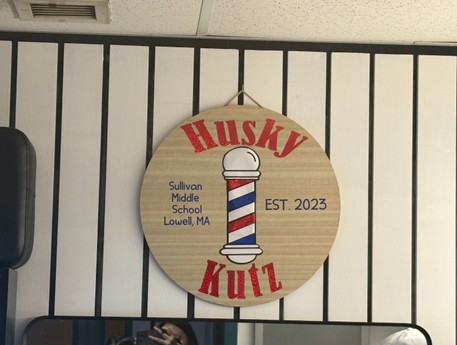 Husky
Sullivan
Middle
School
Lowell, MA
EST. 2023
Kutz